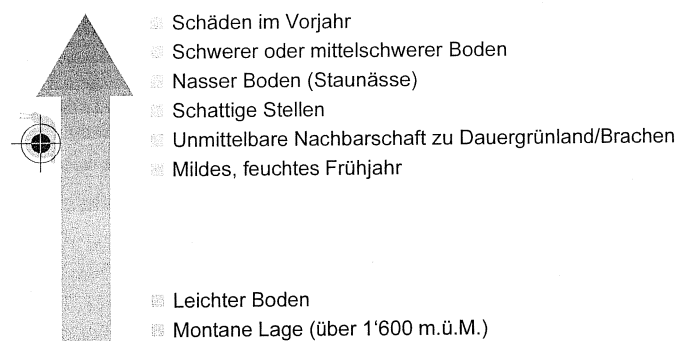 Schäden im Vorjahr
Schwerer oder mittelschwerer Boden
Nasser Boden (Staunässe)
Schattige Stellen
Unmittelbare Nachbarschaft zu Dauergrünland/Brachen
Mildes, feuchtes Frühjahr
Leichter Boden
Montane Lage (über 1‘600 m.ü.M.)